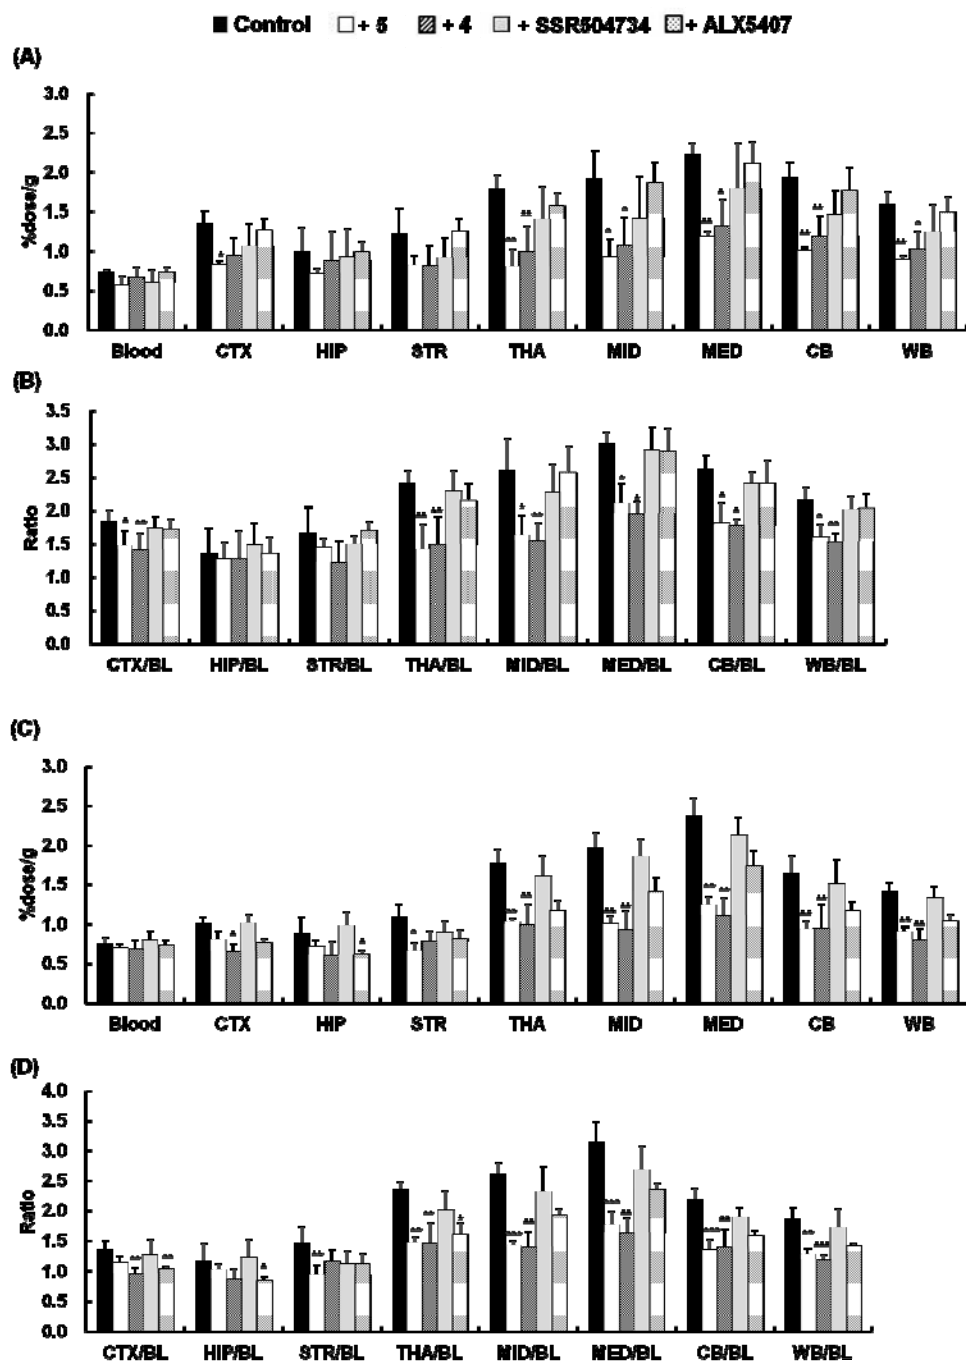 Control + 5 + 4 + SSR504734 + ALX5407
(A)
3.0
2.5
2.0
1.5
1.0
0.5
0.0
%dose/g
Blood CTX HIP STR THA MID MED CB WB
(B)
3.5
3.0
2.5
2.0
1.5
1.0
0.5
0.0
Ratio
CTX/BL HIP/BL STR/BL THA/BL MID/BL MED/BL CB/BL WB/BL
(C)
3.0
2.5
2.0
1.5
1.0
0.5
0.0
%dose/g
Blood CTX HIP STR THA MID MED CB WB
(D)
4.0
3.5
3.0
2.5
2.0
1.5
1.0
0.5
0.0
Ratio
CTX/BL HIP/BL STR/BL THA/BL MID/BL MED/BL CB/BL WB/BL